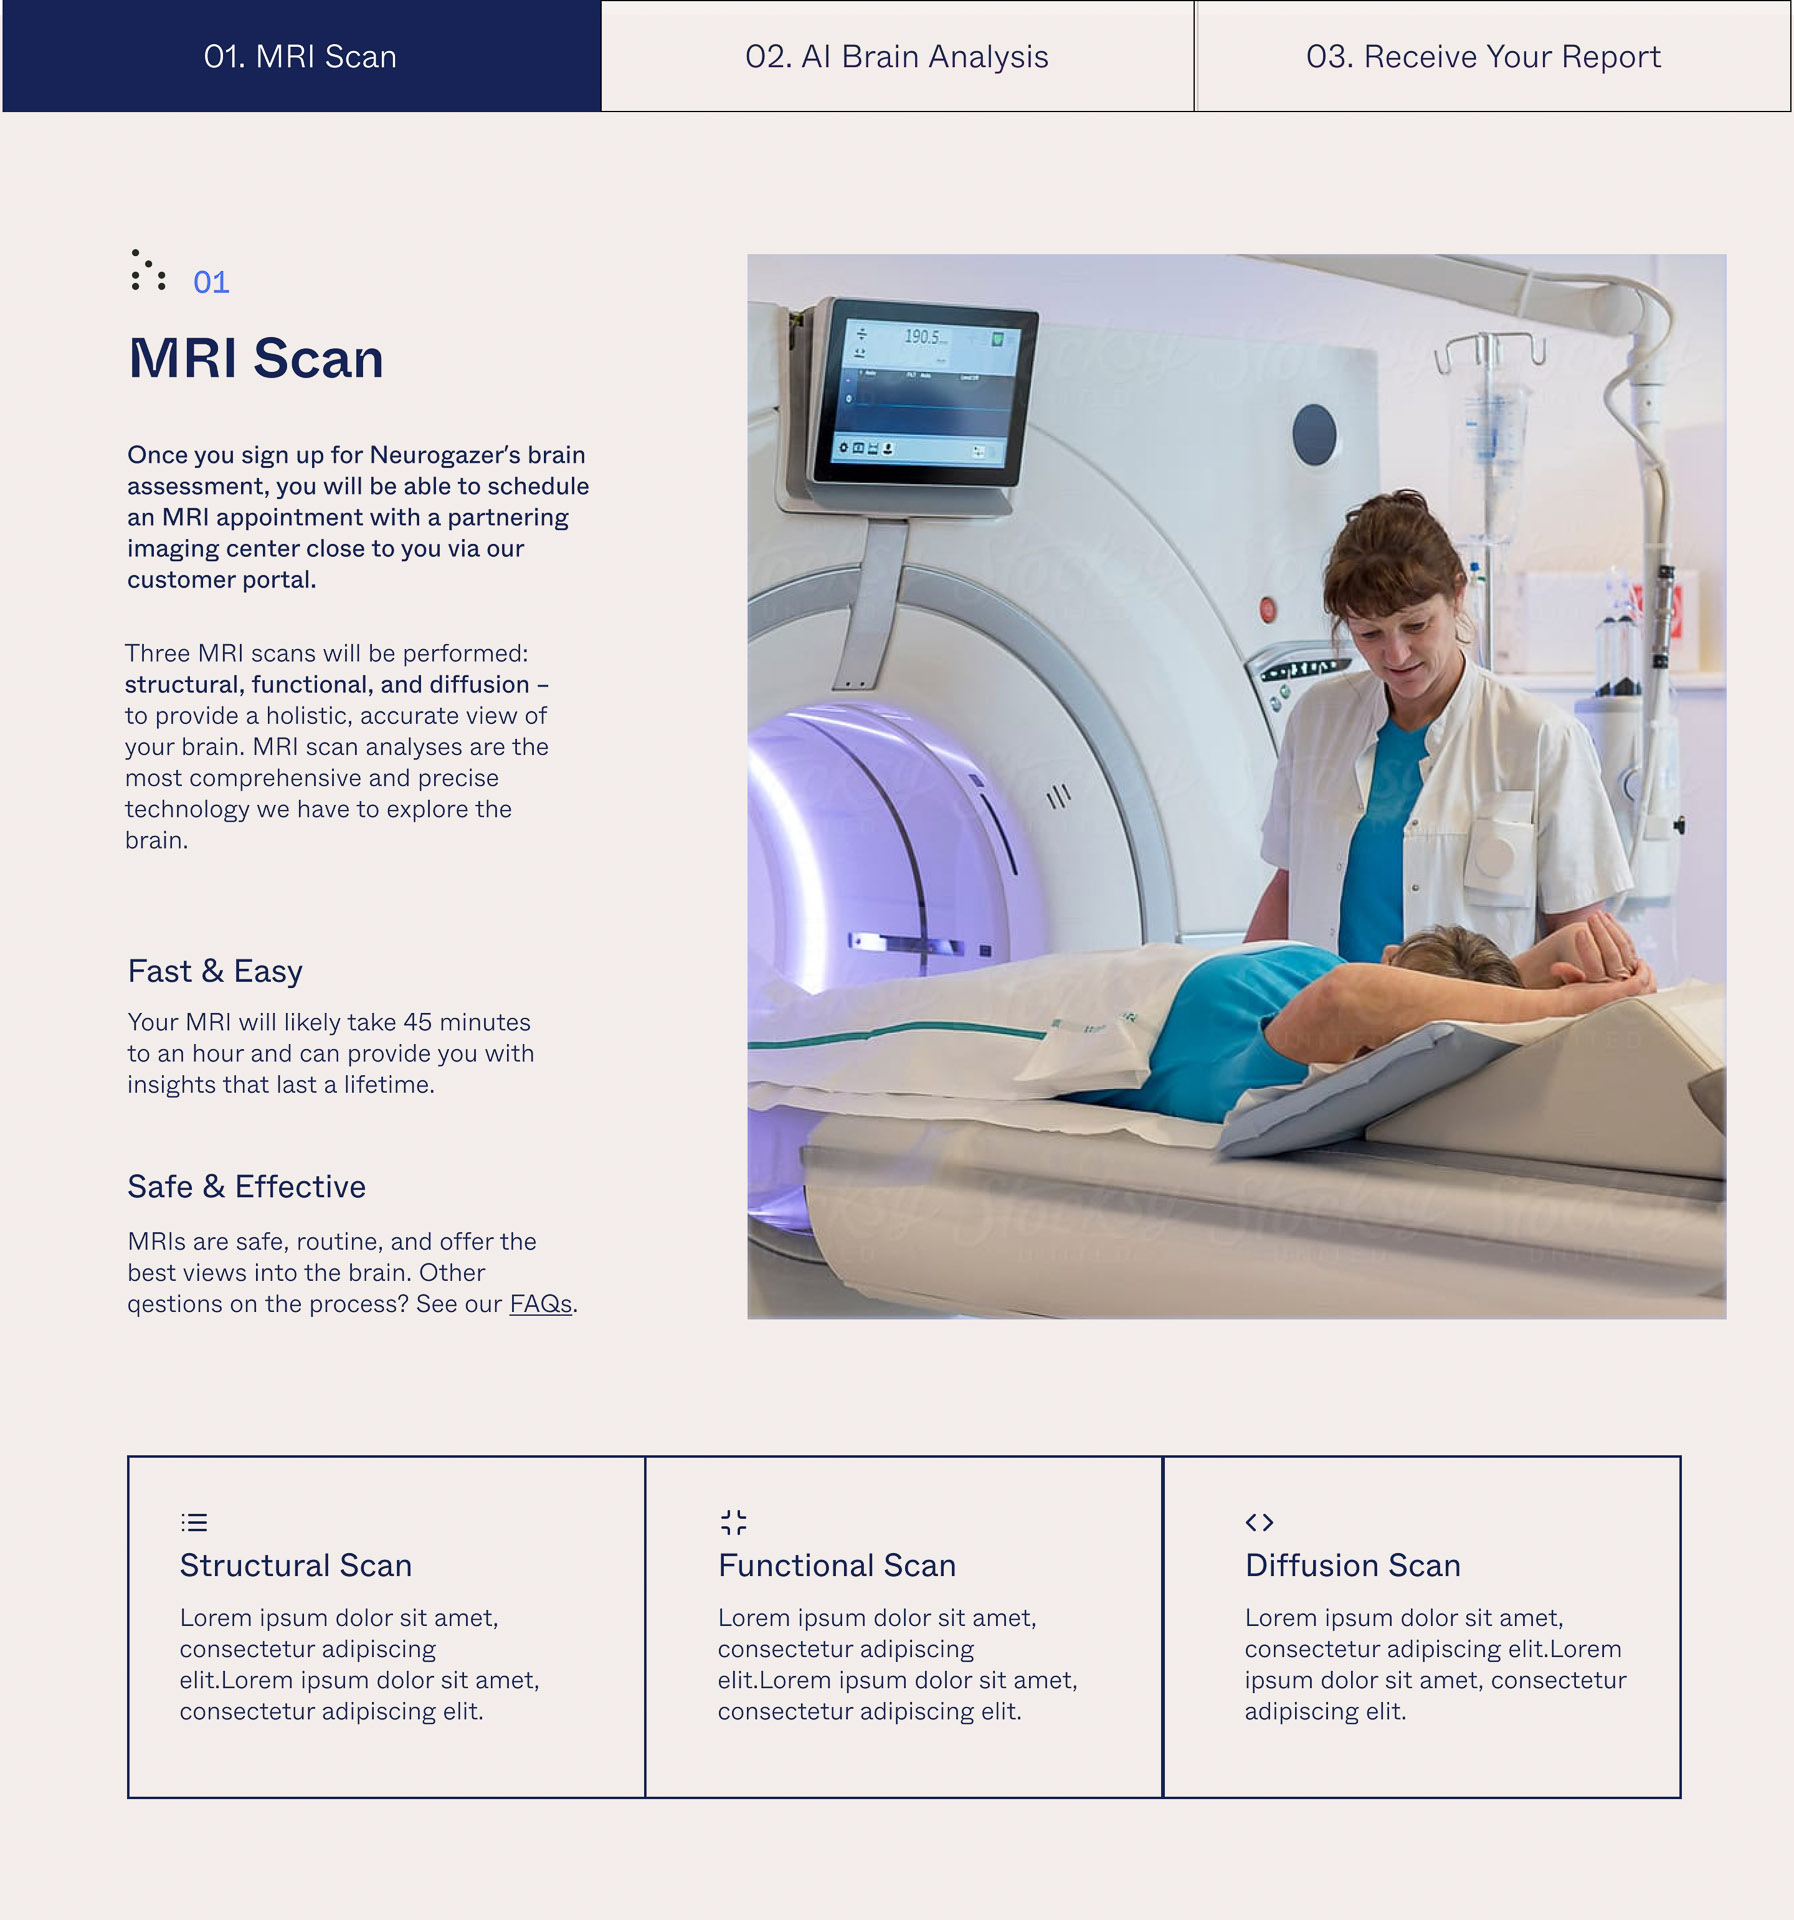 01. MRI Scan
02. AI Brain Analysis
03. Receive Your Report
01
MRI Scan
Once you sign up for Neurogazer's brain
assessment, you will be able to schedule
an MRI appointment with a partnering
imaging center close to you via our
customer portal.
Three MRI scans will be performed:
structural, functional, and diffusion –
to provide a holistic, accurate view of
your brain. MRI scan analyses are the
most comprehensive and precise
technology we have to explore the
brain.
Fast & Easy
Your MRI will likely take 45 minutes
to an hour and can provide you with
insights that last a lifetime.
Safe & Effective
MRIs are safe, routine, and offer the
best views into the brain. Other
qestions on the process? See our FAQs.
190.5
Stocksy
UNITED
Structural Scan
Lorem ipsum dolor sit amet,
consectetur adipiscing
elit.Lorem ipsum dolor sit amet,
consectetur adipiscing elit.
Functional Scan
Lorem ipsum dolor sit amet,
consectetur adipiscing
elit.Lorem ipsum dolor sit amet,
consectetur adipiscing elit.
Diffusion Scan
Lorem ipsum dolor sit amet,
consectetur adipiscing elit.Lorem
ipsum dolor sit amet, consectetur
adipiscing elit.